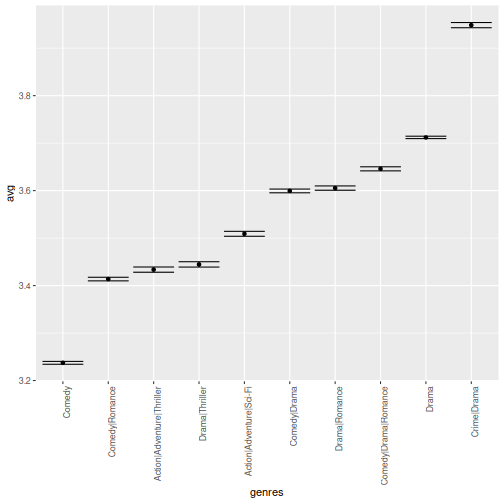 avg
3.8
3.6
3.4
3.2
Comedy
Comedy|Romance
Action|Adventure|Thriller
Drama|Thriller
Action|Adventure|Sci-Fi
Comedy|Drama
Drama|Romance
Comedy|Drama|Romance
Drama
Crime|Drama
genres